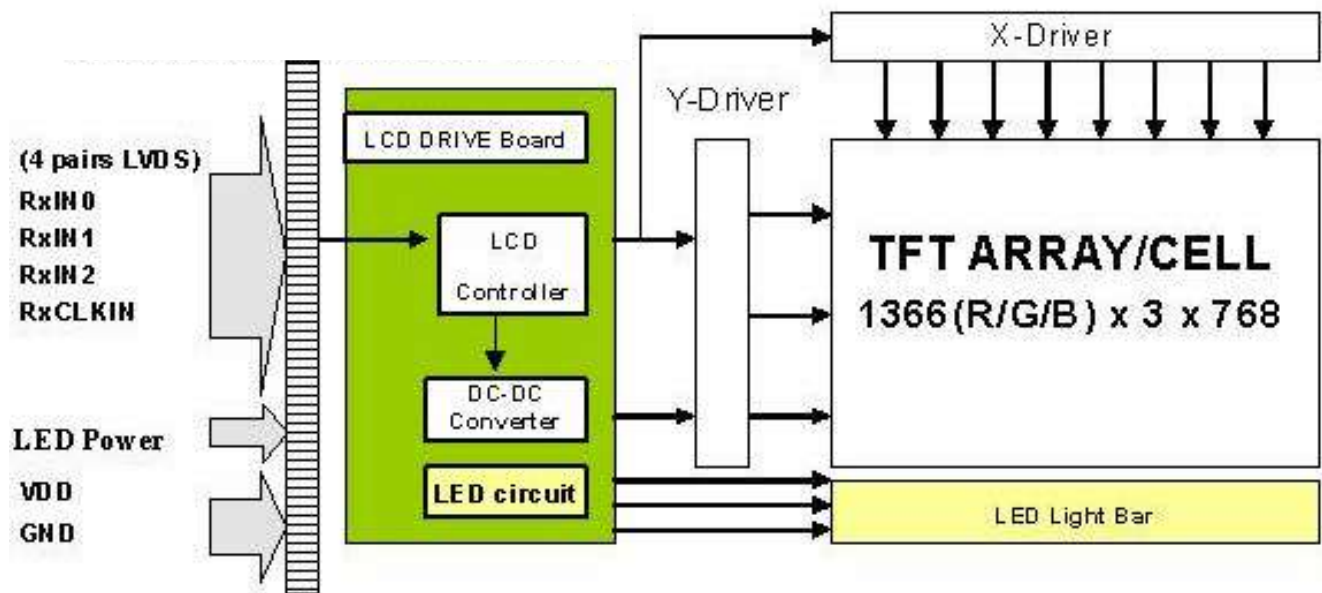 X-Driver
Y-Driver
LCD DRIVE Board
(4 pairs LVDS)
RxIN0
RxIN1
RxIN2
RxCLKIN
LCD
Controller
TFT ARRAY/CELL
1366(R/G/B) x 3 x 768
DC-DC
Converter
LED Power
VDD
GND
LED circuit
LED Light Bar